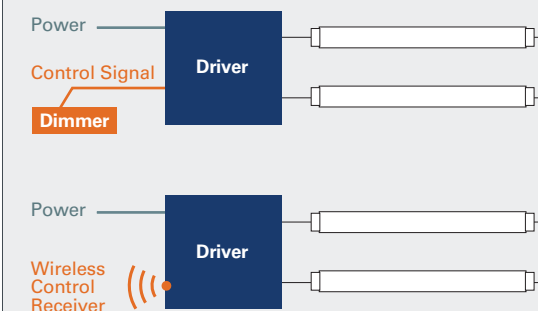 Power
Control Signal
Driver
Dimmer
Power
Driver
Wireless
Control
Receiver